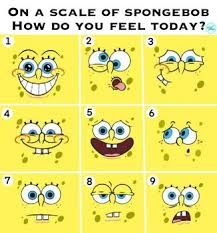 ON A SCALE OF SPONGEBOB
HOW DO YOU FEEL TODAY?
1 2 3
4 5 6
7 8 9